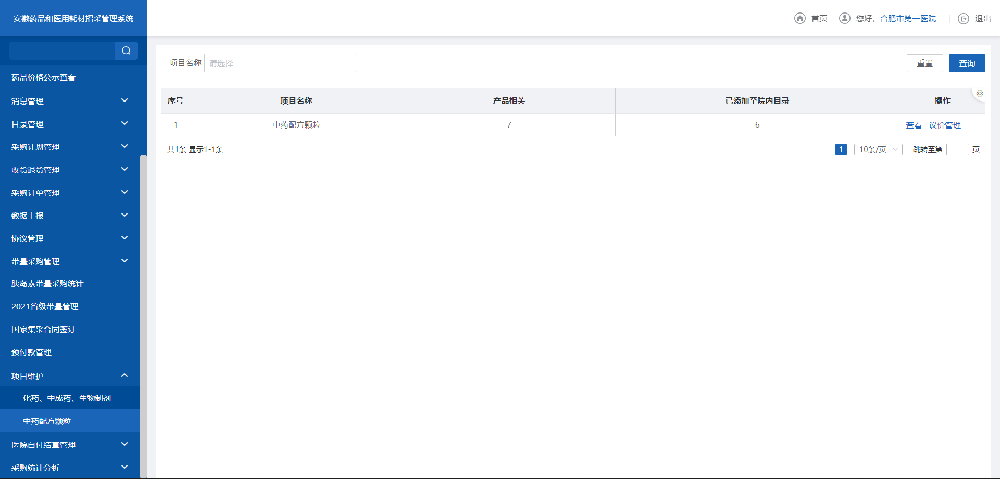 安徽药品和医用耗材招采管理系统
首页 您好，合肥市第一医院 退出
药品价格公示查看
消息管理
目录管理
采购计划管理
收货退货管理
采购订单管理
数据上报
协议管理
带量采购管理
胰岛素带量采购统计
2021省级带量管理
国家集采合同签订
预付款管理
项目维护
化药、中成药、生物制剂
中药配方颗粒
医院自付结算管理
采购统计分析
项目名称 请选择 重置 查询
序号 项目名称 产品相关 已添加至院内目录 操作
1 中药配方颗粒 7 6 查看 议价管理
共1条 显示1-1条 1 10条/页 跳转至第 页